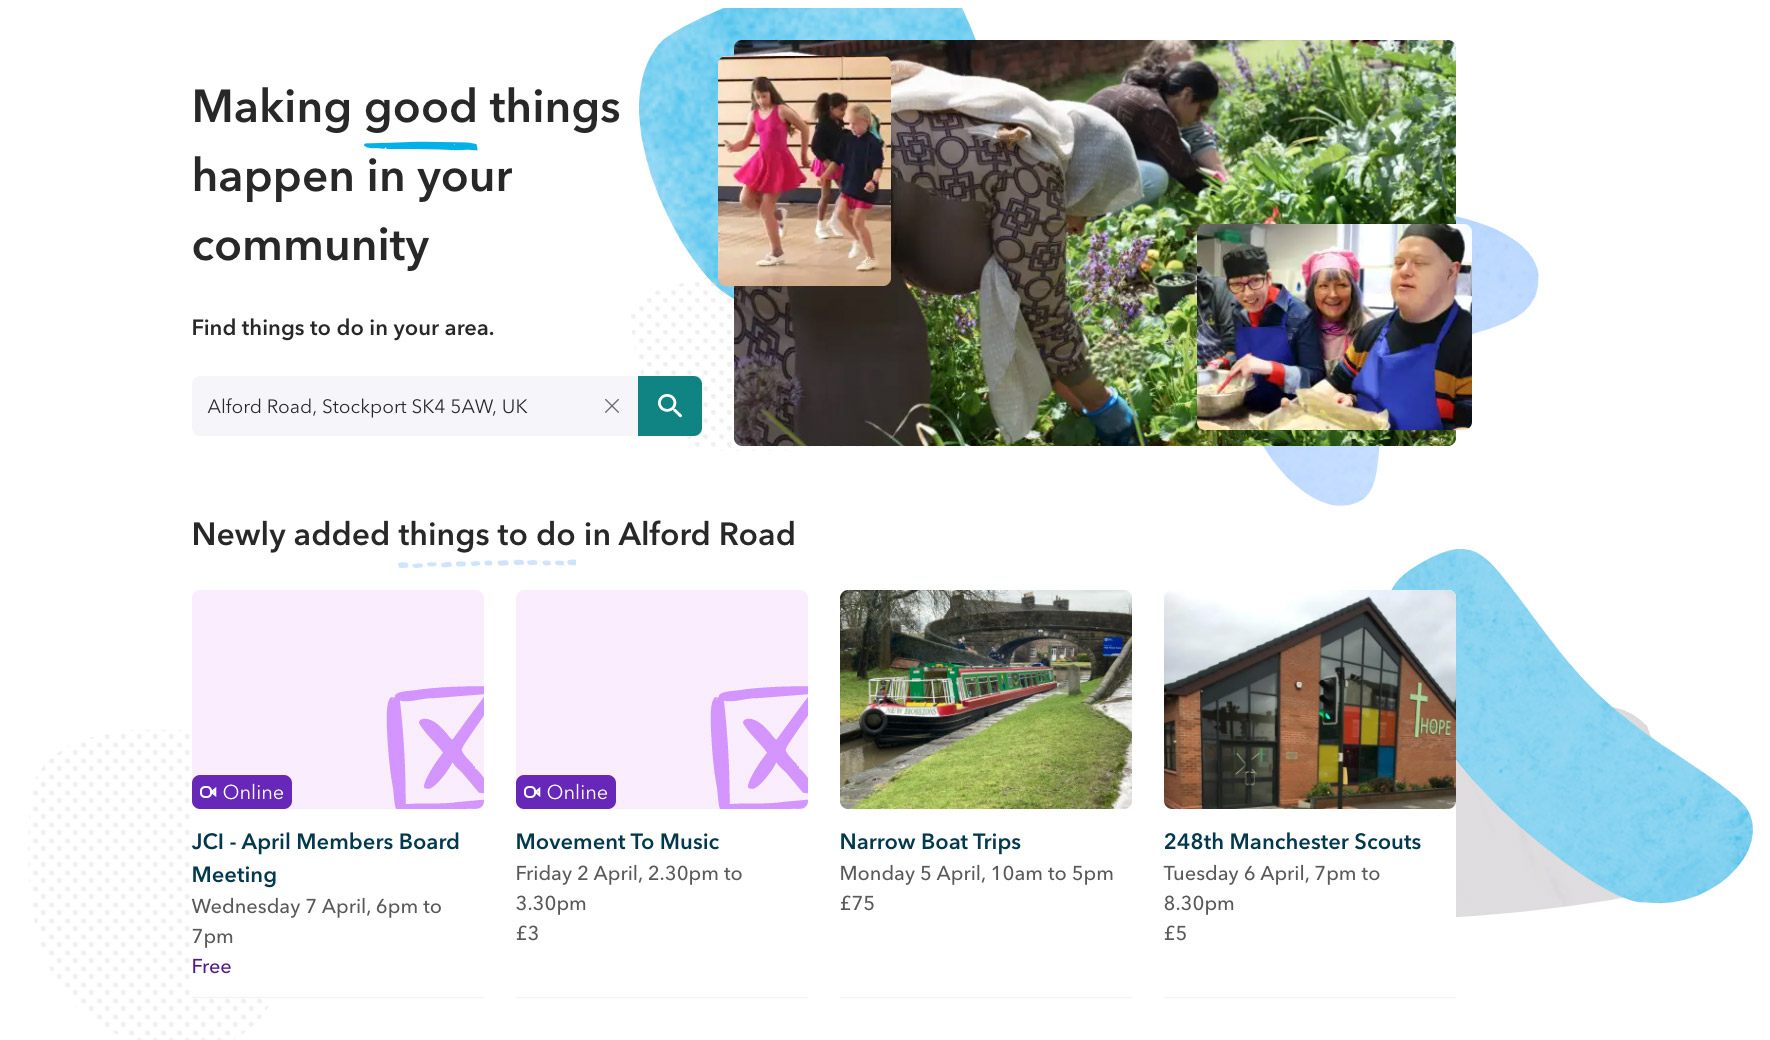 Making good things
happen in your
community
Find things to do in your area.
Alford Road, Stockport SK4 5AW, UK
Newly added things to do in Alford Road
NEW HORIZONS
HOPE
Online
Online
JCI - April Members Board
Meeting
Wednesday 7 April, 6pm to
7pm
Free
Movement To Music
Friday 2 April, 2.30pm to
3.30pm
£3
Narrow Boat Trips
Monday 5 April, 10am to 5pm
£75
248th Manchester Scouts
Tuesday 6 April, 7pm to
8.30pm
£5